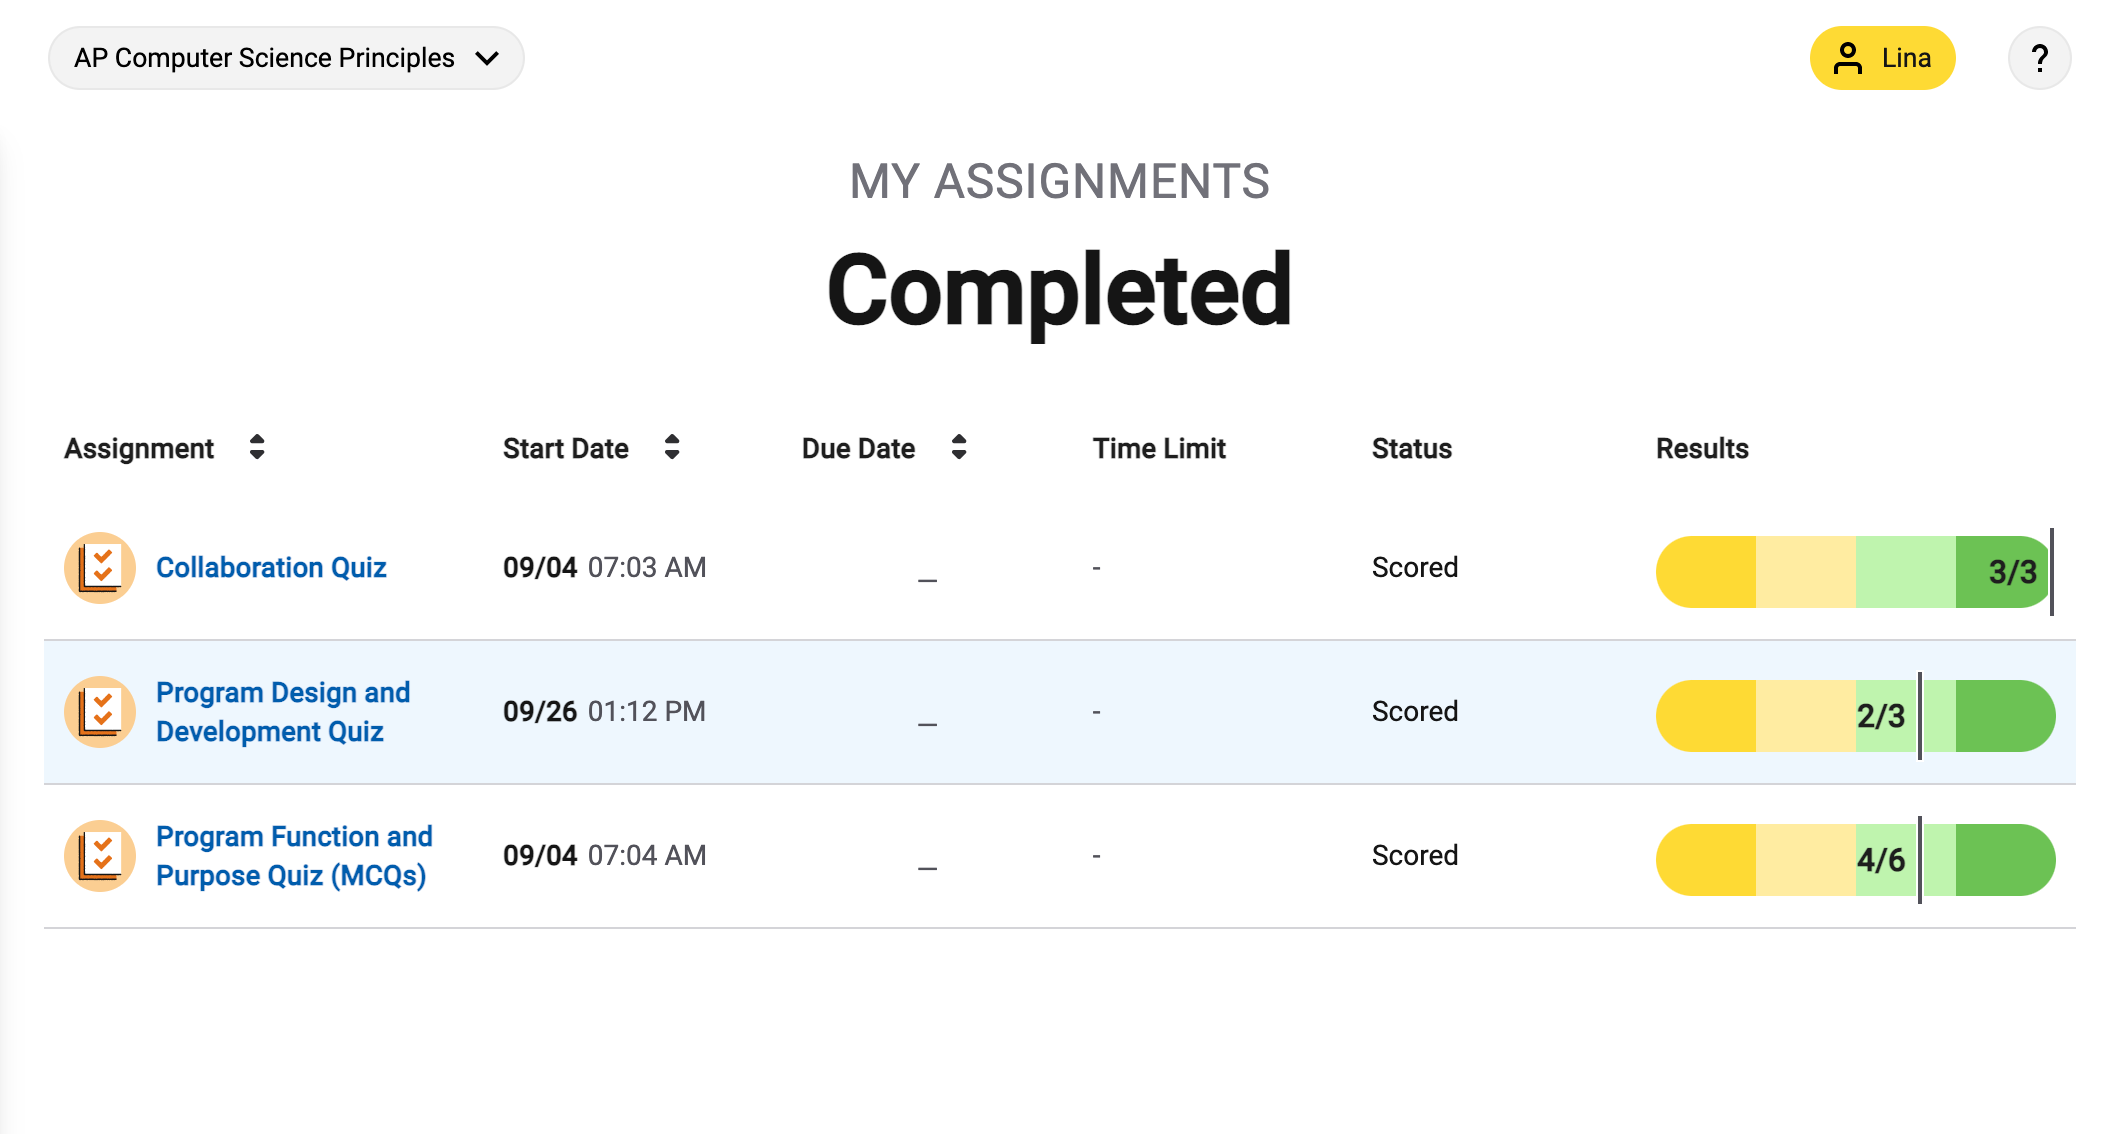 AP Computer Science Principles
Lina
?
MY ASSIGNMENTS
Completed
Assignment Start Date Due Date Time Limit Status Results
Collaboration Quiz 09/04 07:03 AM _ - Scored 3/3
Program Design and
Development Quiz 09/26 01:12 PM _ - Scored 2/3
Program Function and
Purpose Quiz (MCQs) 09/04 07:04 AM _ - Scored 4/6